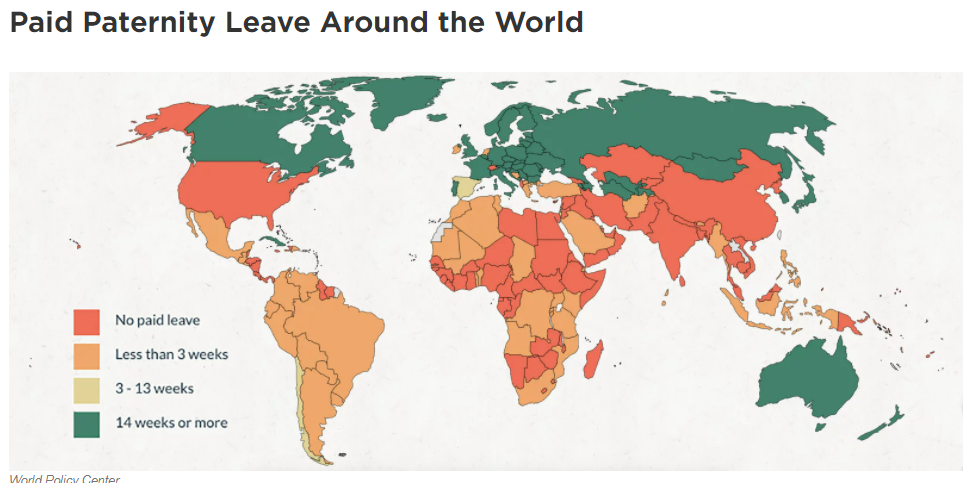 Paid Paternity Leave Around the World
No paid leave
Less than 3 weeks
3 - 13 weeks
14 weeks or more
World Policy Center